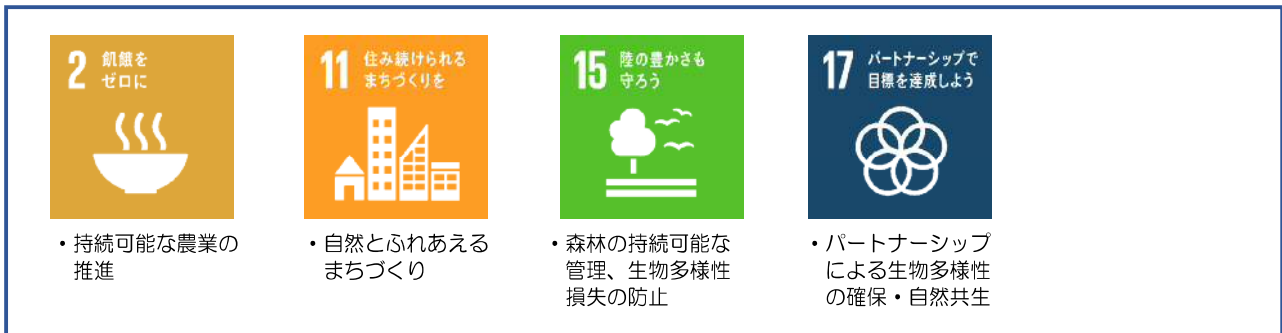 2 飢餓を
ゼロに
11 住み続けられる
まちづくりを
15 陸の豊かさも
守ろう
17 パートナーシップで
目標を達成しよう
・持続可能な農業の
推進
・自然とふれあえる
まちづくり
・森林の持続可能な
管理、生物多様性
損失の防止
・パートナーシップ
による生物多様性
の確保・自然共生